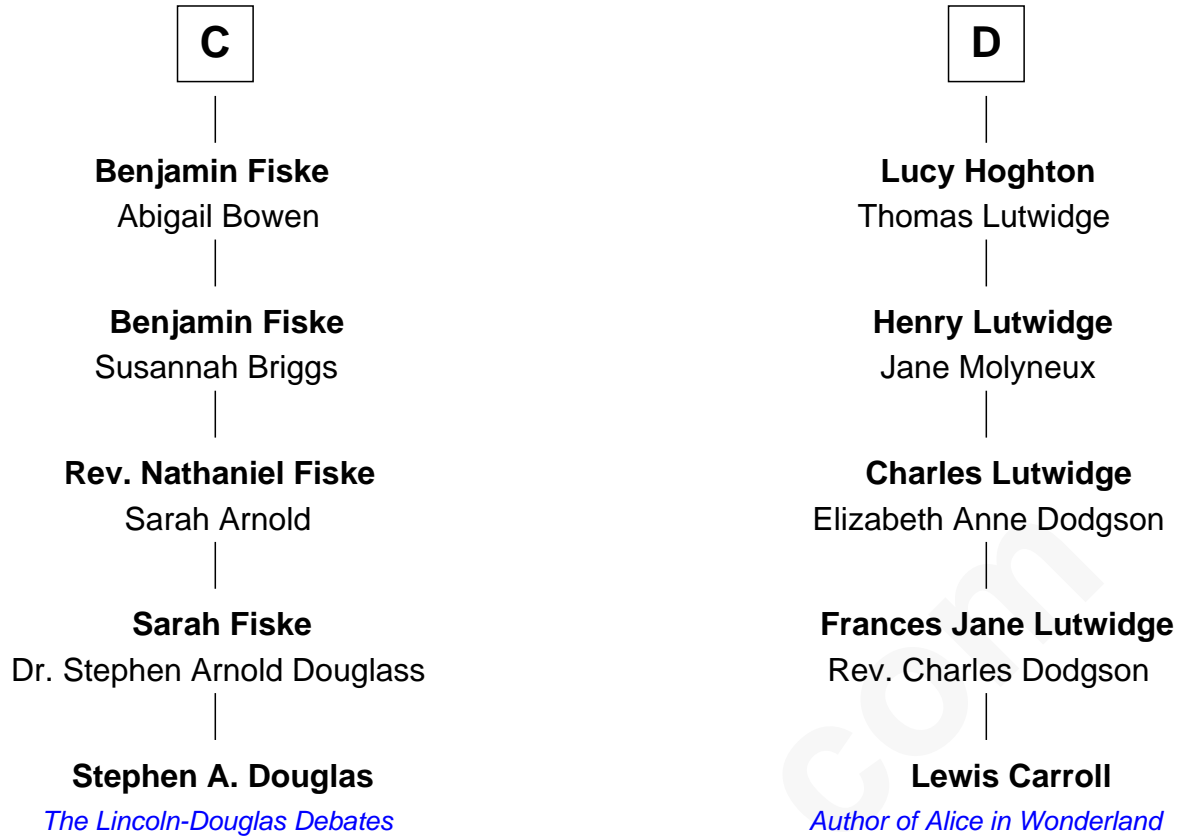 C
Benjamin Fiske
Abigail Bowen
Benjamin Fiske
Susannah Briggs
Rev. Nathaniel Fiske
Sarah Arnold
Sarah Fiske
Dr. Stephen Arnold Douglass
Stephen A. Douglas
The Lincoln-Douglas Debates
D
Lucy Hoghton
Thomas Lutwidge
Henry Lutwidge
Jane Molyneux
Charles Lutwidge
Elizabeth Anne Dodgson
Frances Jane Lutwidge
Rev. Charles Dodgson
Lewis Carroll
Author of Alice in Wonderland
com